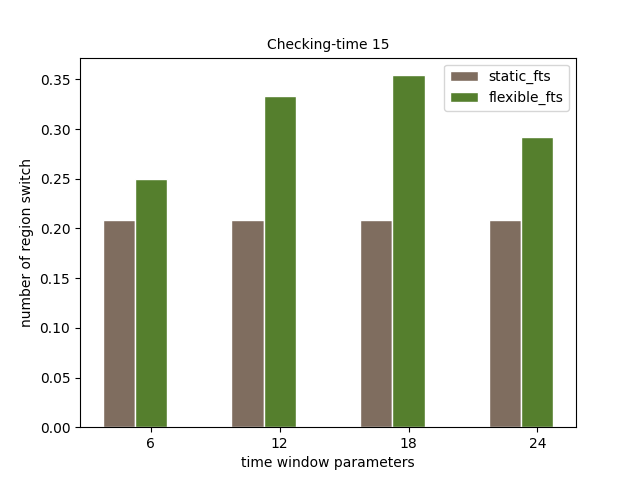 Checking-time 15
static_fts
flexible_fts
number of region switch
0.35
0.30
0.25
0.20
0.15
0.10
0.05
0.00
6 12 18 24
time window parameters